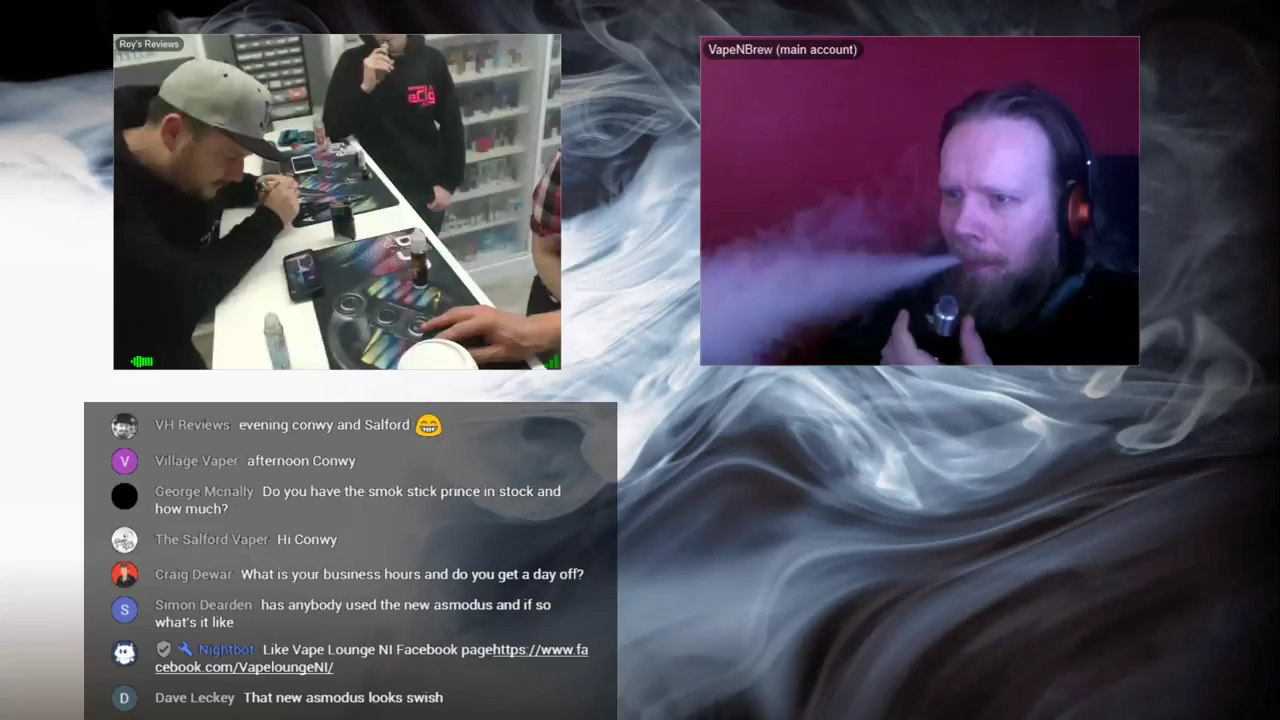 Roy's Reviews
VapeNBrew (main account)
VH Reviews evening conwy and Salford 😁
V Village Vaper afternoon Conwy
George Mcnally Do you have the smok stick prince in stock and
how much?
The Salford Vaper Hi Conwy
Craig Dewar What is your business hours and do you get a day off?
S Simon Dearden has anybody used the new asmodus and if so
what's it like
Nightbot Like Vape Lounge NI Facebook pagehttps://www.fa
cebook.com/VapeloungeNI/
D Dave Leckey That new asmodus looks swish